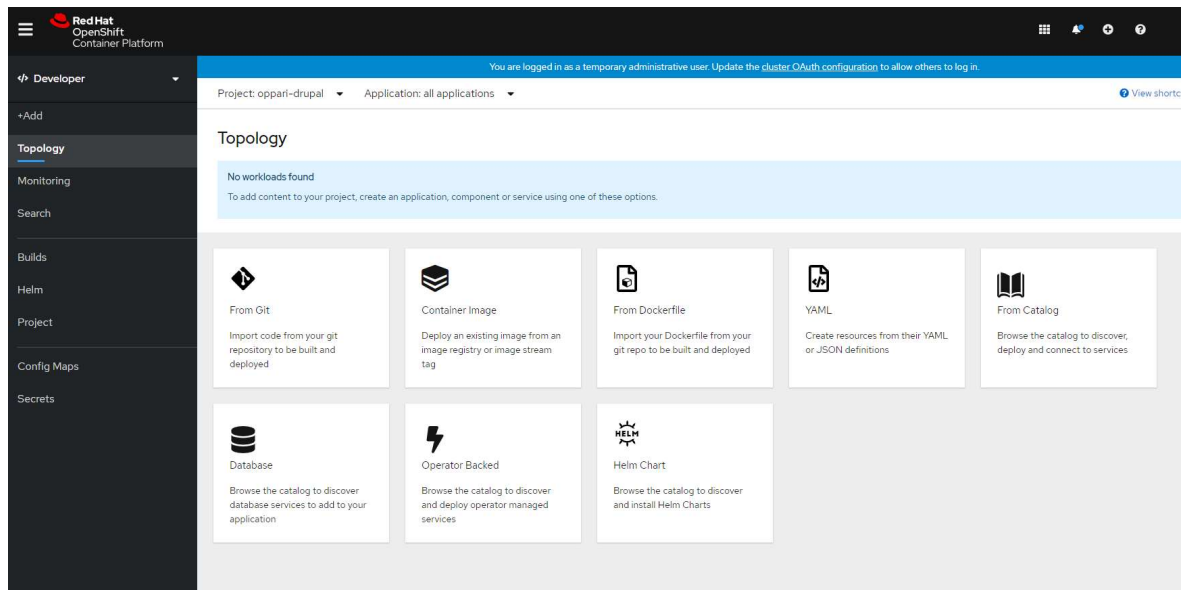 Red Hat
OpenShift
Container Platform
</> Developer
You are logged in as a temporary administrative user. Update the cluster OAuth configuration to allow others to log in.
Project: oppari-drupal Application: all applications
View shortc
+Add
Topology
Monitoring
Search
Builds
Helm
Project
Config Maps
Secrets
Topology
No workloads found
To add content to your project, create an application, component or service using one of these options.
From Git
Import code from your git
repository to be built and
deployed
Container Image
Deploy an existing image from an
image registry or image stream
tag
From Dockerfile
Import your Dockerfile from your
git repo to be built and deployed
YAML
Create resources from their YAML
or JSON definitions
From Catalog
Browse the catalog to discover,
deploy and connect to services
Database
Browse the catalog to discover
database services to add to your
application
Operator Backed
Browse the catalog to discover
and deploy operator managed
services
HELM
Helm Chart
Browse the catalog to discover
and install Helm Charts